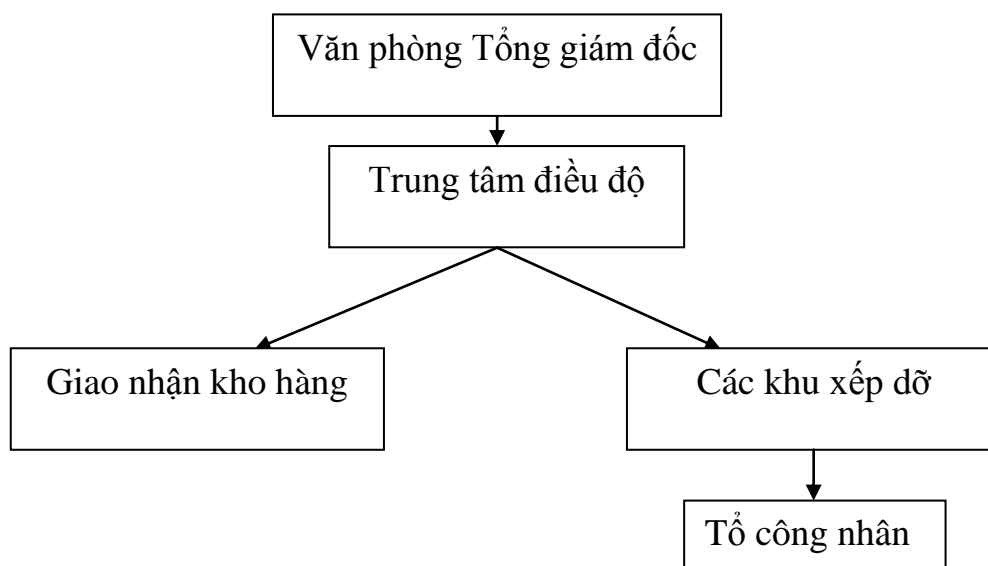 Văn phòng Tổng giám đốc
Trung tâm điều độ
Giao nhận kho hàng
Các khu xếp dỡ
Tổ công nhân